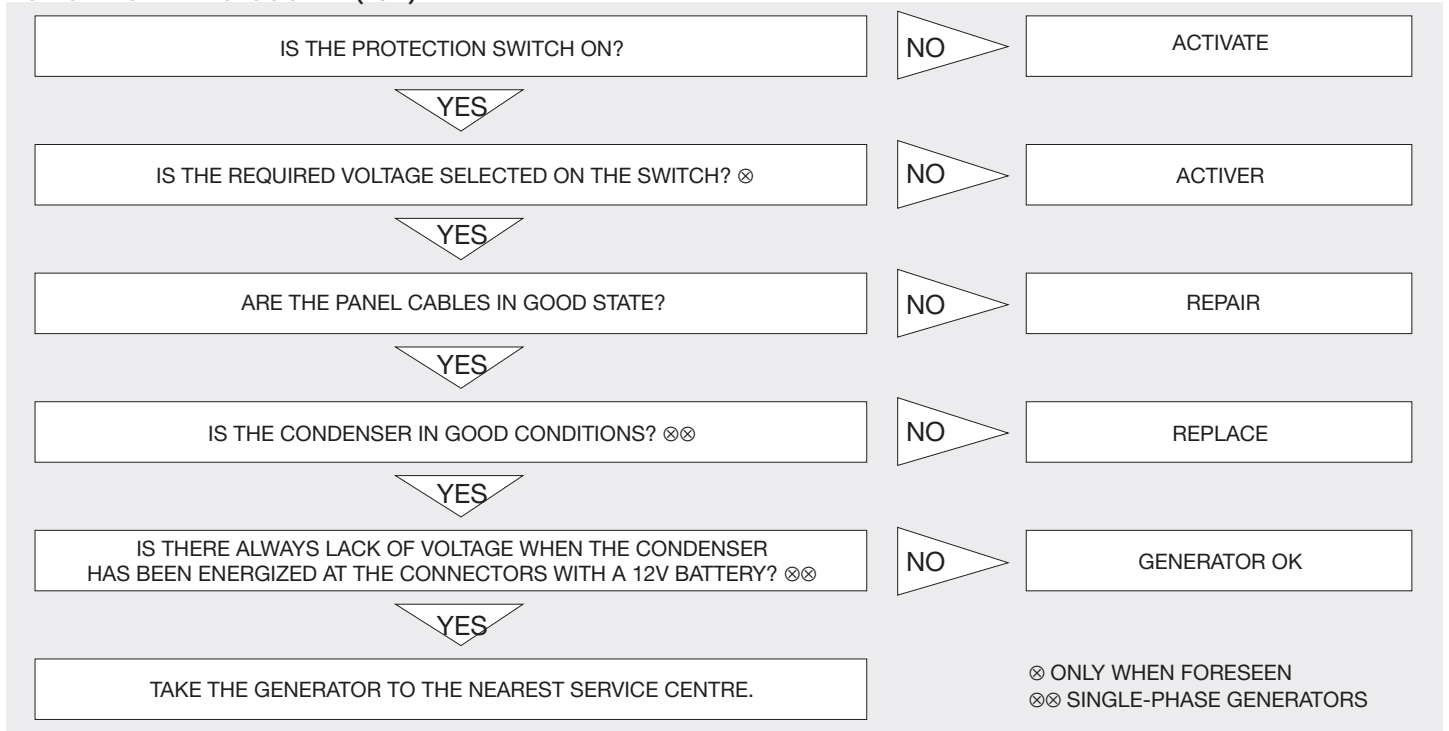 IS THE PROTECTION SWITCH ON?
NO
ACTIVATE
YES
IS THE REQUIRED VOLTAGE SELECTED ON THE SWITCH? ⊗
NO
ACTIVER
YES
ARE THE PANEL CABLES IN GOOD STATE?
NO
REPAIR
YES
IS THE CONDENSER IN GOOD CONDITIONS? ⊗⊗
NO
REPLACE
YES
IS THERE ALWAYS LACK OF VOLTAGE WHEN THE CONDENSER
HAS BEEN ENERGIZED AT THE CONNECTORS WITH A 12V BATTERY? ⊗⊗
NO
GENERATOR OK
YES
TAKE THE GENERATOR TO THE NEAREST SERVICE CENTRE.
⊗ ONLY WHEN FORESEEN
⊗⊗ SINGLE-PHASE GENERATORS